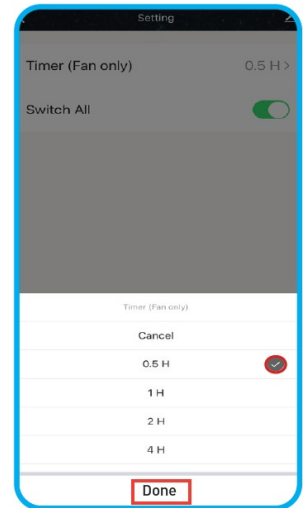 Setting
Timer (Fan only) 0.5 H >
Switch All
Timer (Fan only)
Cancel
0.5 H
1 H
2 H
4 H
Done